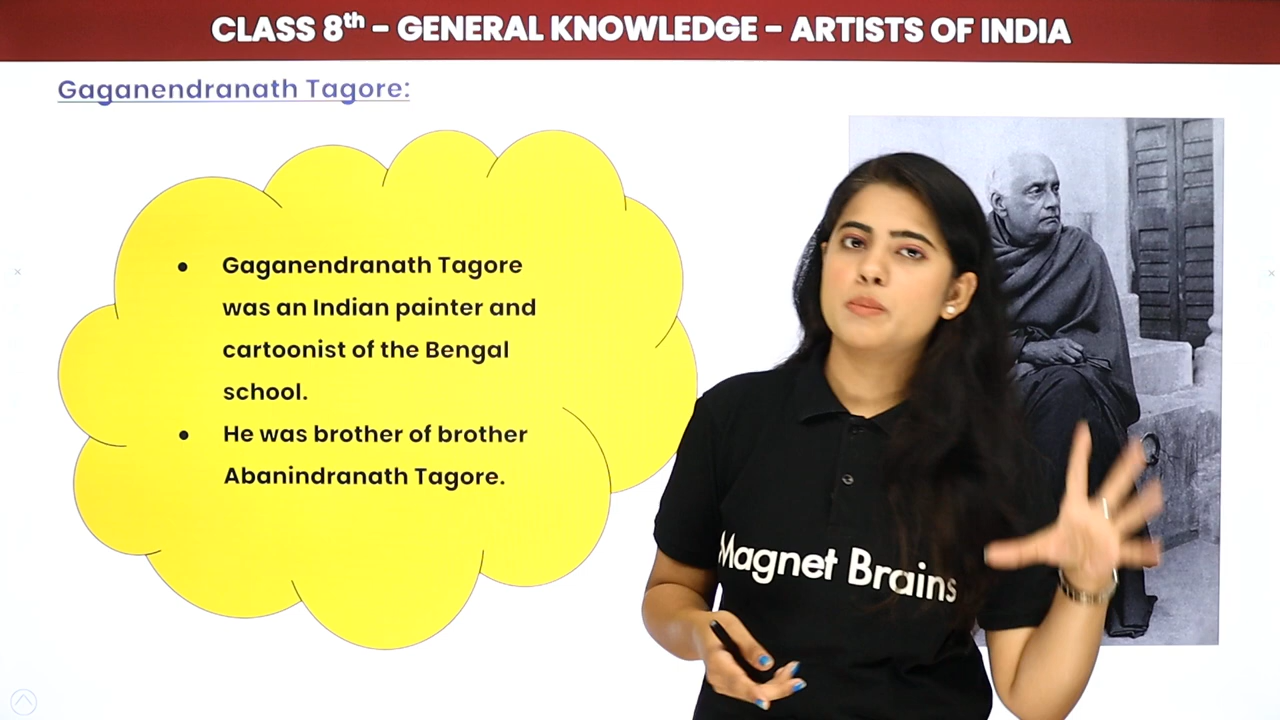 CLASS 8th - GENERAL KNOWLEDGE - ARTISTS OF INDIA
Gaganendranath Tagore:
• Gaganendranath Tagore
was an Indian painter and
cartoonist of the Bengal
school.
• He was brother of brother
Abanindranath Tagore.
Magnet Brains